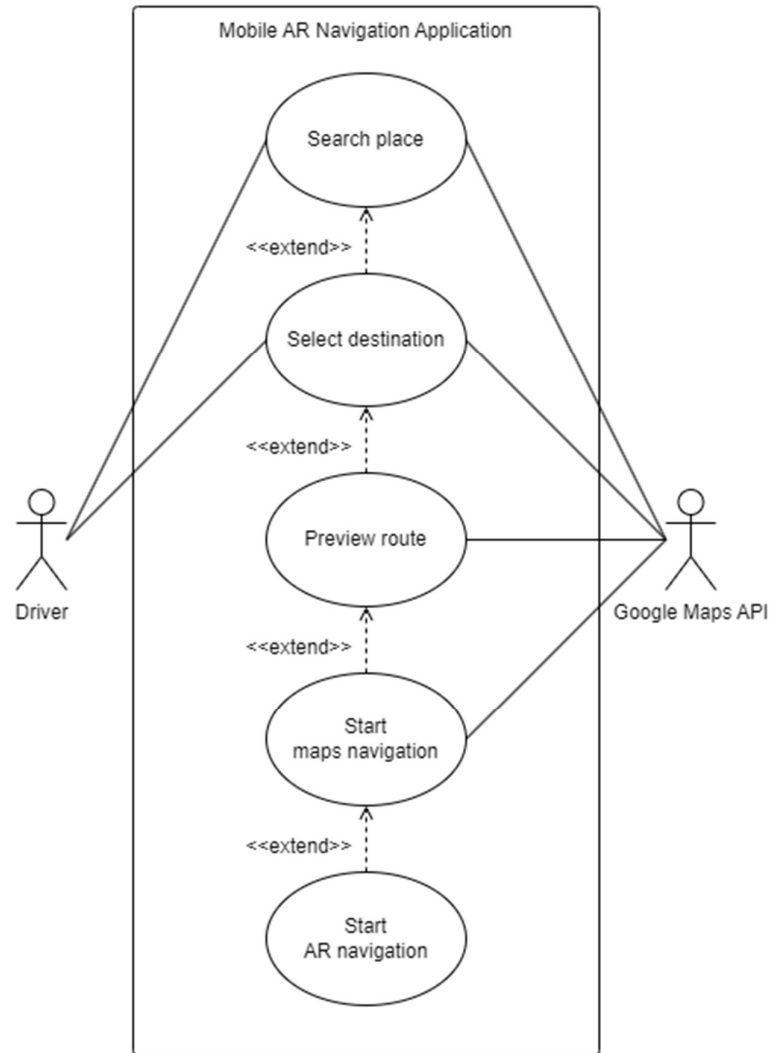 Mobile AR Navigation Application
Search place
<<extend>>
Select destination
<<extend>>
Preview route
Driver
Google Maps API
<<extend>>
Start
maps navigation
<<extend>>
Start
AR navigation